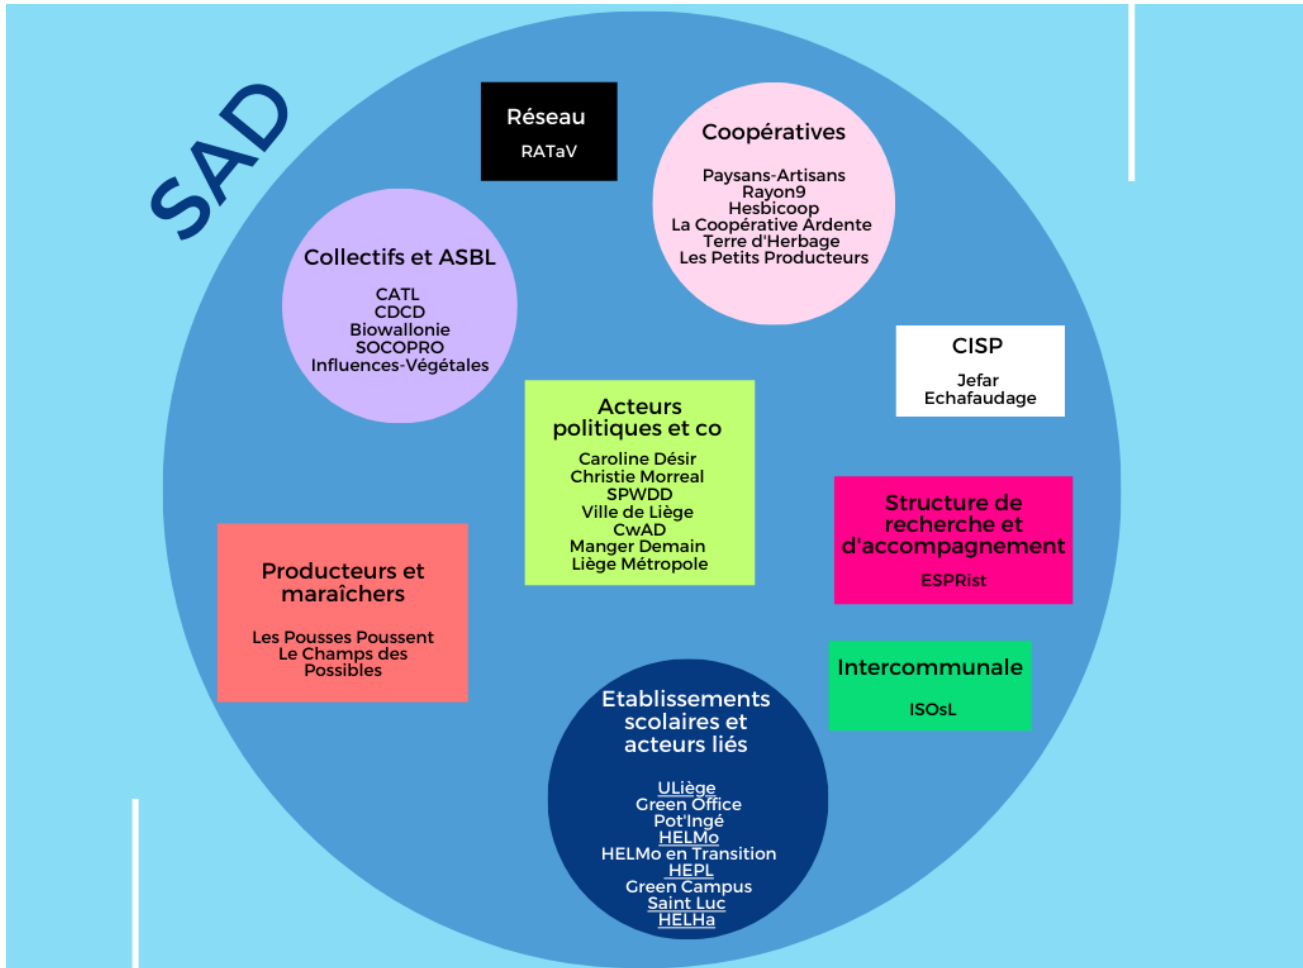 SAD
Réseau
RATaV
Coopératives
Paysans-Artisans
Rayon9
Hesbicoop
La Coopérative Ardente
Terre d'Herbage
Les Petits Producteurs
Collectifs et ASBL
CATL
CDCD
Biowallonie
SOCOPRO
Influences-Végétales
CISP
Jefar
Echafaudage
Acteurs
politiques et co
Caroline Désir
Christie Morreal
SPWDD
Ville de Liège
CwAD
Manger Demain
Liège Métropole
Structure de
recherche et
d'accompagnement
ESPRist
Producteurs et
maraîchers
Les Pousses Poussent
Le Champs des
Possibles
Intercommunale
ISOsL
Etablissements
scolaires et
acteurs liés
ULiège
Green Office
Pot'Ingé
HELMo
HELMo en Transition
HEPL
Green Campus
Saint Luc
HELHa